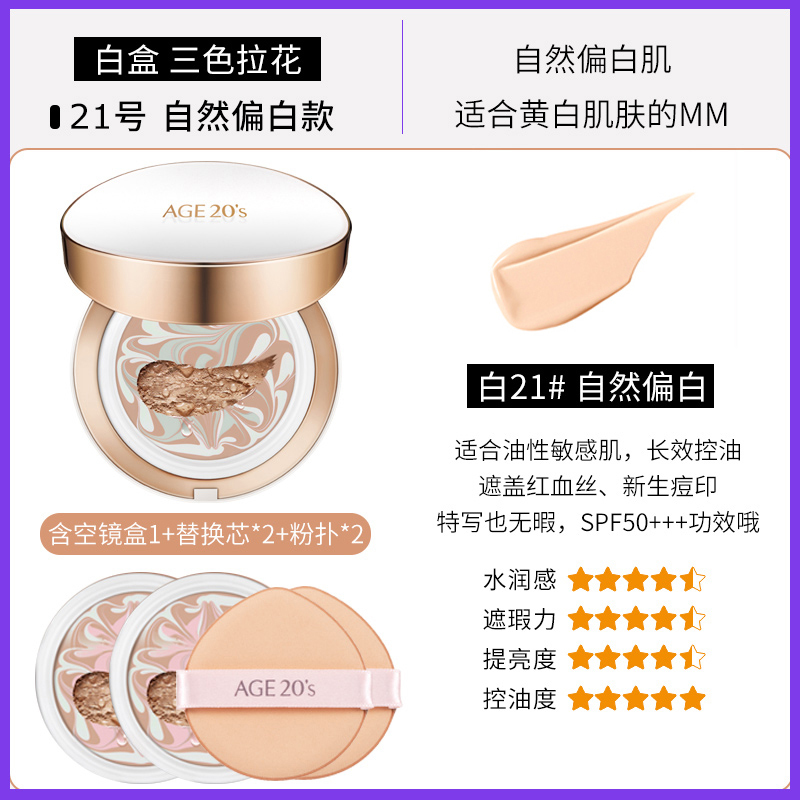 白盒 三色拉花
21号 自然偏白款
自然偏白肌
适合黄白肌肤的MM
AGE 20's
白21# 自然偏白
适合油性敏感肌，长效控油
遮盖红血丝、新生痘印
特写也无暇，SPF50+++功效哦
含空镜盒1+替换芯*2+粉扑*2
水润感
遮瑕力
提亮度
控油度
AGE 20's